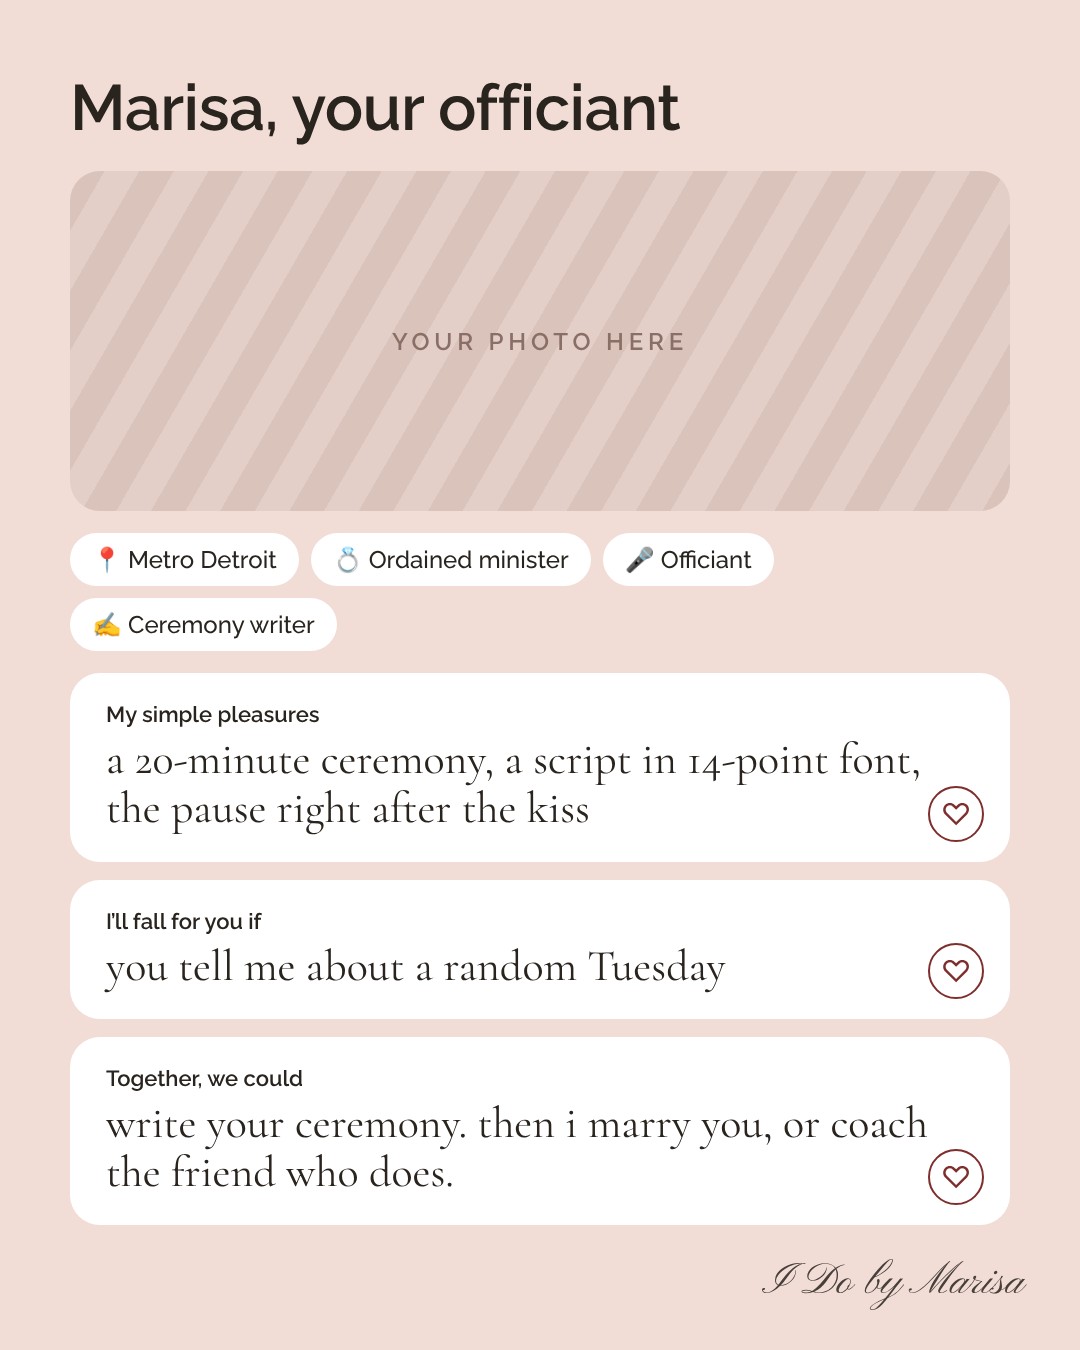 Marisa, your officiant
YOUR PHOTO HERE
📍 Metro Detroit
💍 Ordained minister
🎤 Officiant
✍️ Ceremony writer
My simple pleasures
a 20-minute ceremony, a script in 14-point font,
the pause right after the kiss
I'll fall for you if
you tell me about a random Tuesday
Together, we could
write your ceremony. then i marry you, or coach
the friend who does.
I Do by Marisa